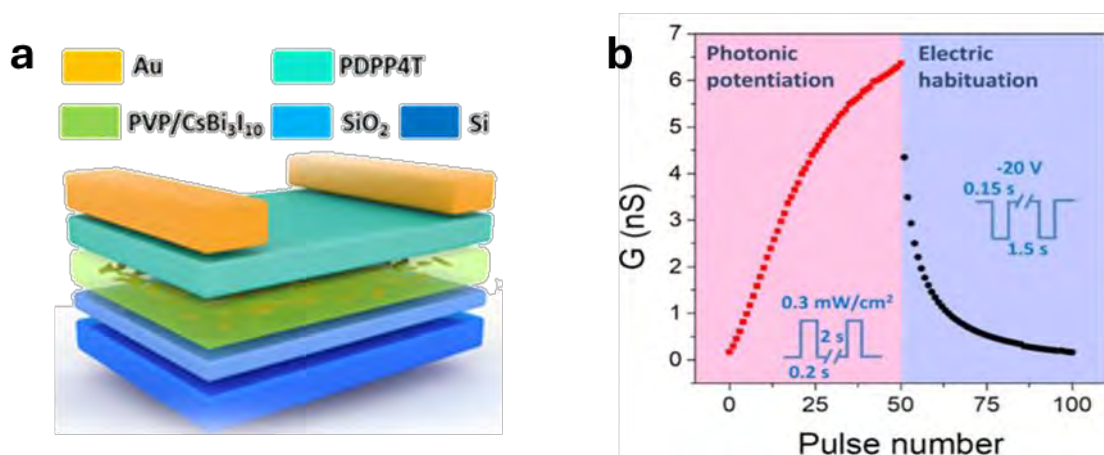 a
Au
PDPP4T
PVP/CsBi₃I₁₀
SiO₂
Si
b
G (nS)
7
6
5
4
3
2
1
0
Photonic
potentiation
Electric
habituation
-20 V
0.15 s
1.5 s
0.3 mW/cm²
2 s
0.2 s
0
25
50
75
100
Pulse number